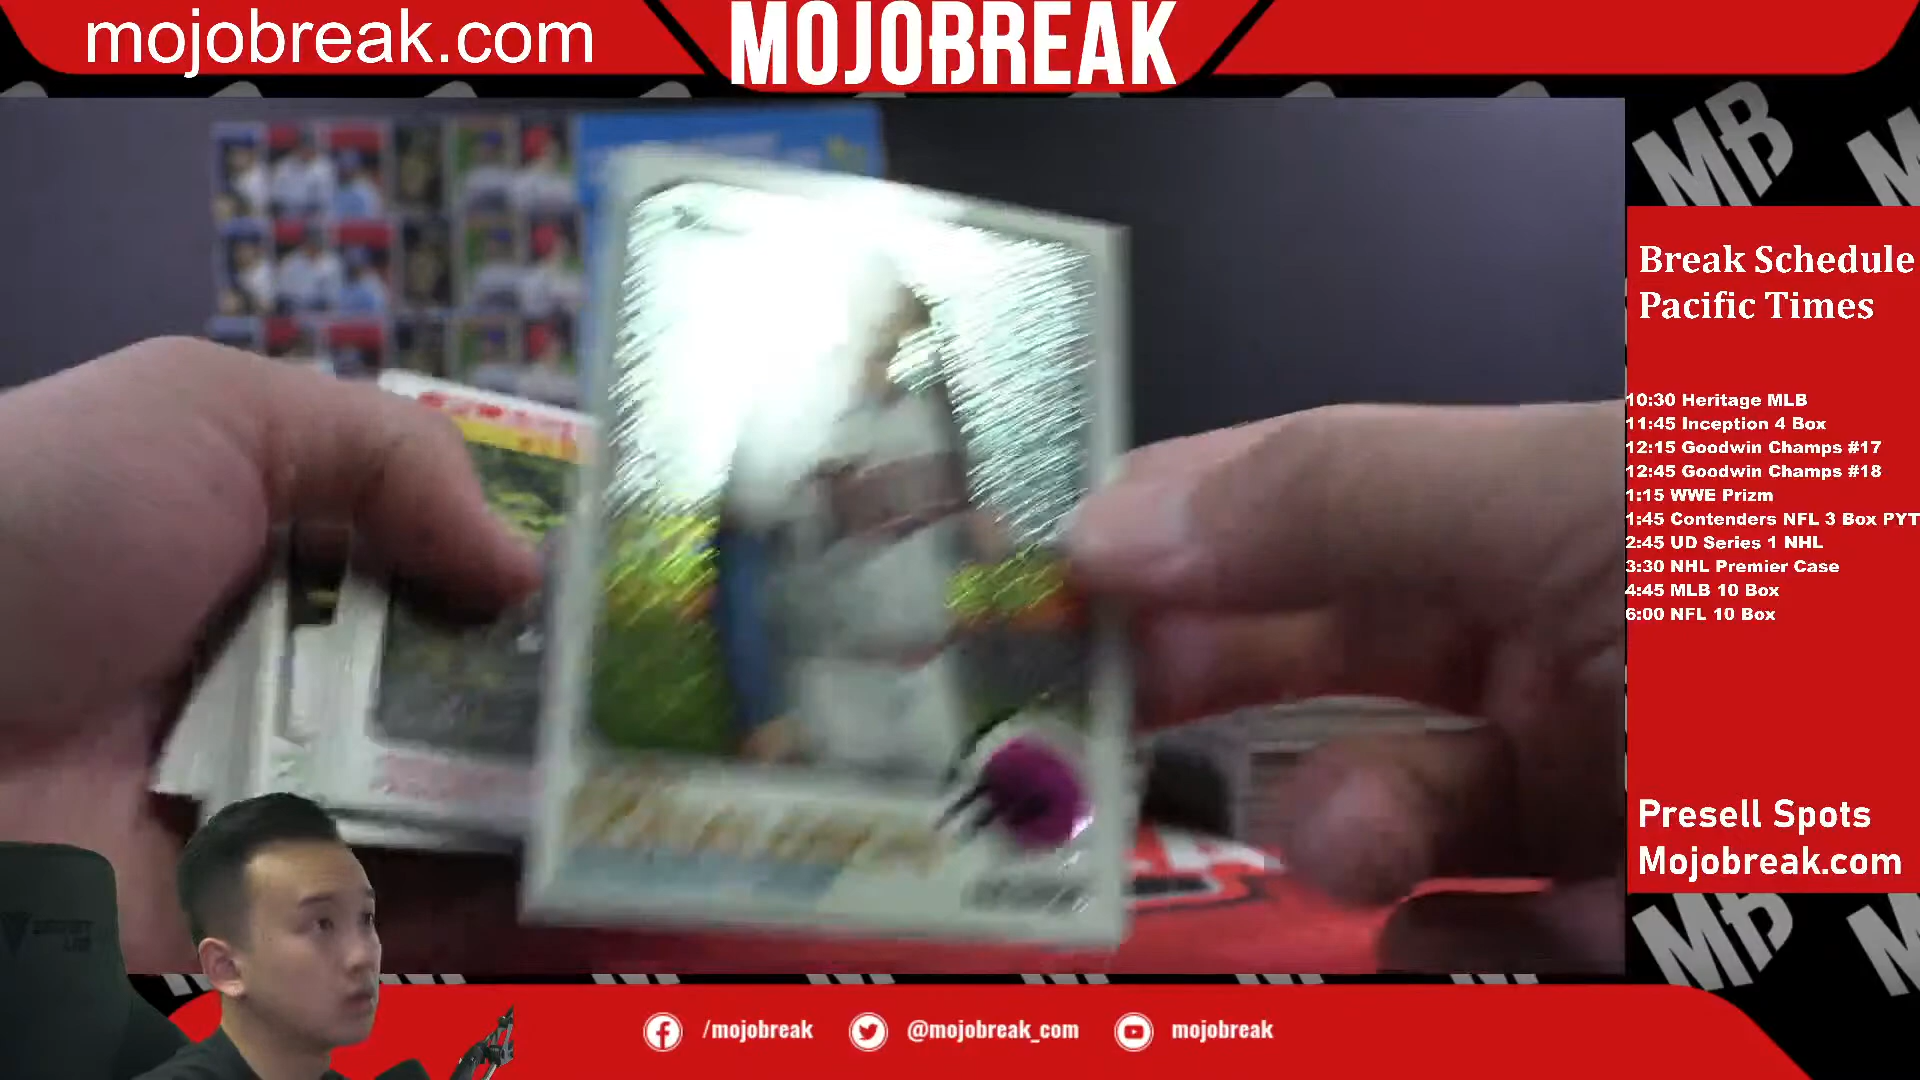 mojobreak.com
MOJOBREAK
MB
Break Schedule
Pacific Times
10:30 Heritage MLB
11:45 Inception 4 Box
12:15 Goodwin Champs #17
12:45 Goodwin Champs #18
1:15 WWE Prizm
1:45 Contenders NFL 3 Box PYT
2:45 UD Series 1 NHL
3:30 NHL Premier Case
4:45 MLB 10 Box
6:00 NFL 10 Box
Presell Spots
Mojobreak.com
MB
/mojobreak
@mojobreak_com
mojobreak